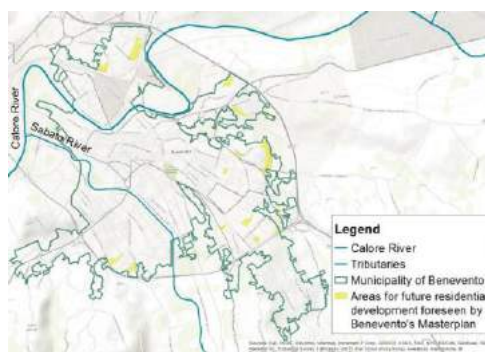 Calore River
Sabato River
Legend
Calore River
Tributaries
Municipality of Benevento
Areas for future residentia
development foreseen by
Benevento's Masterplan